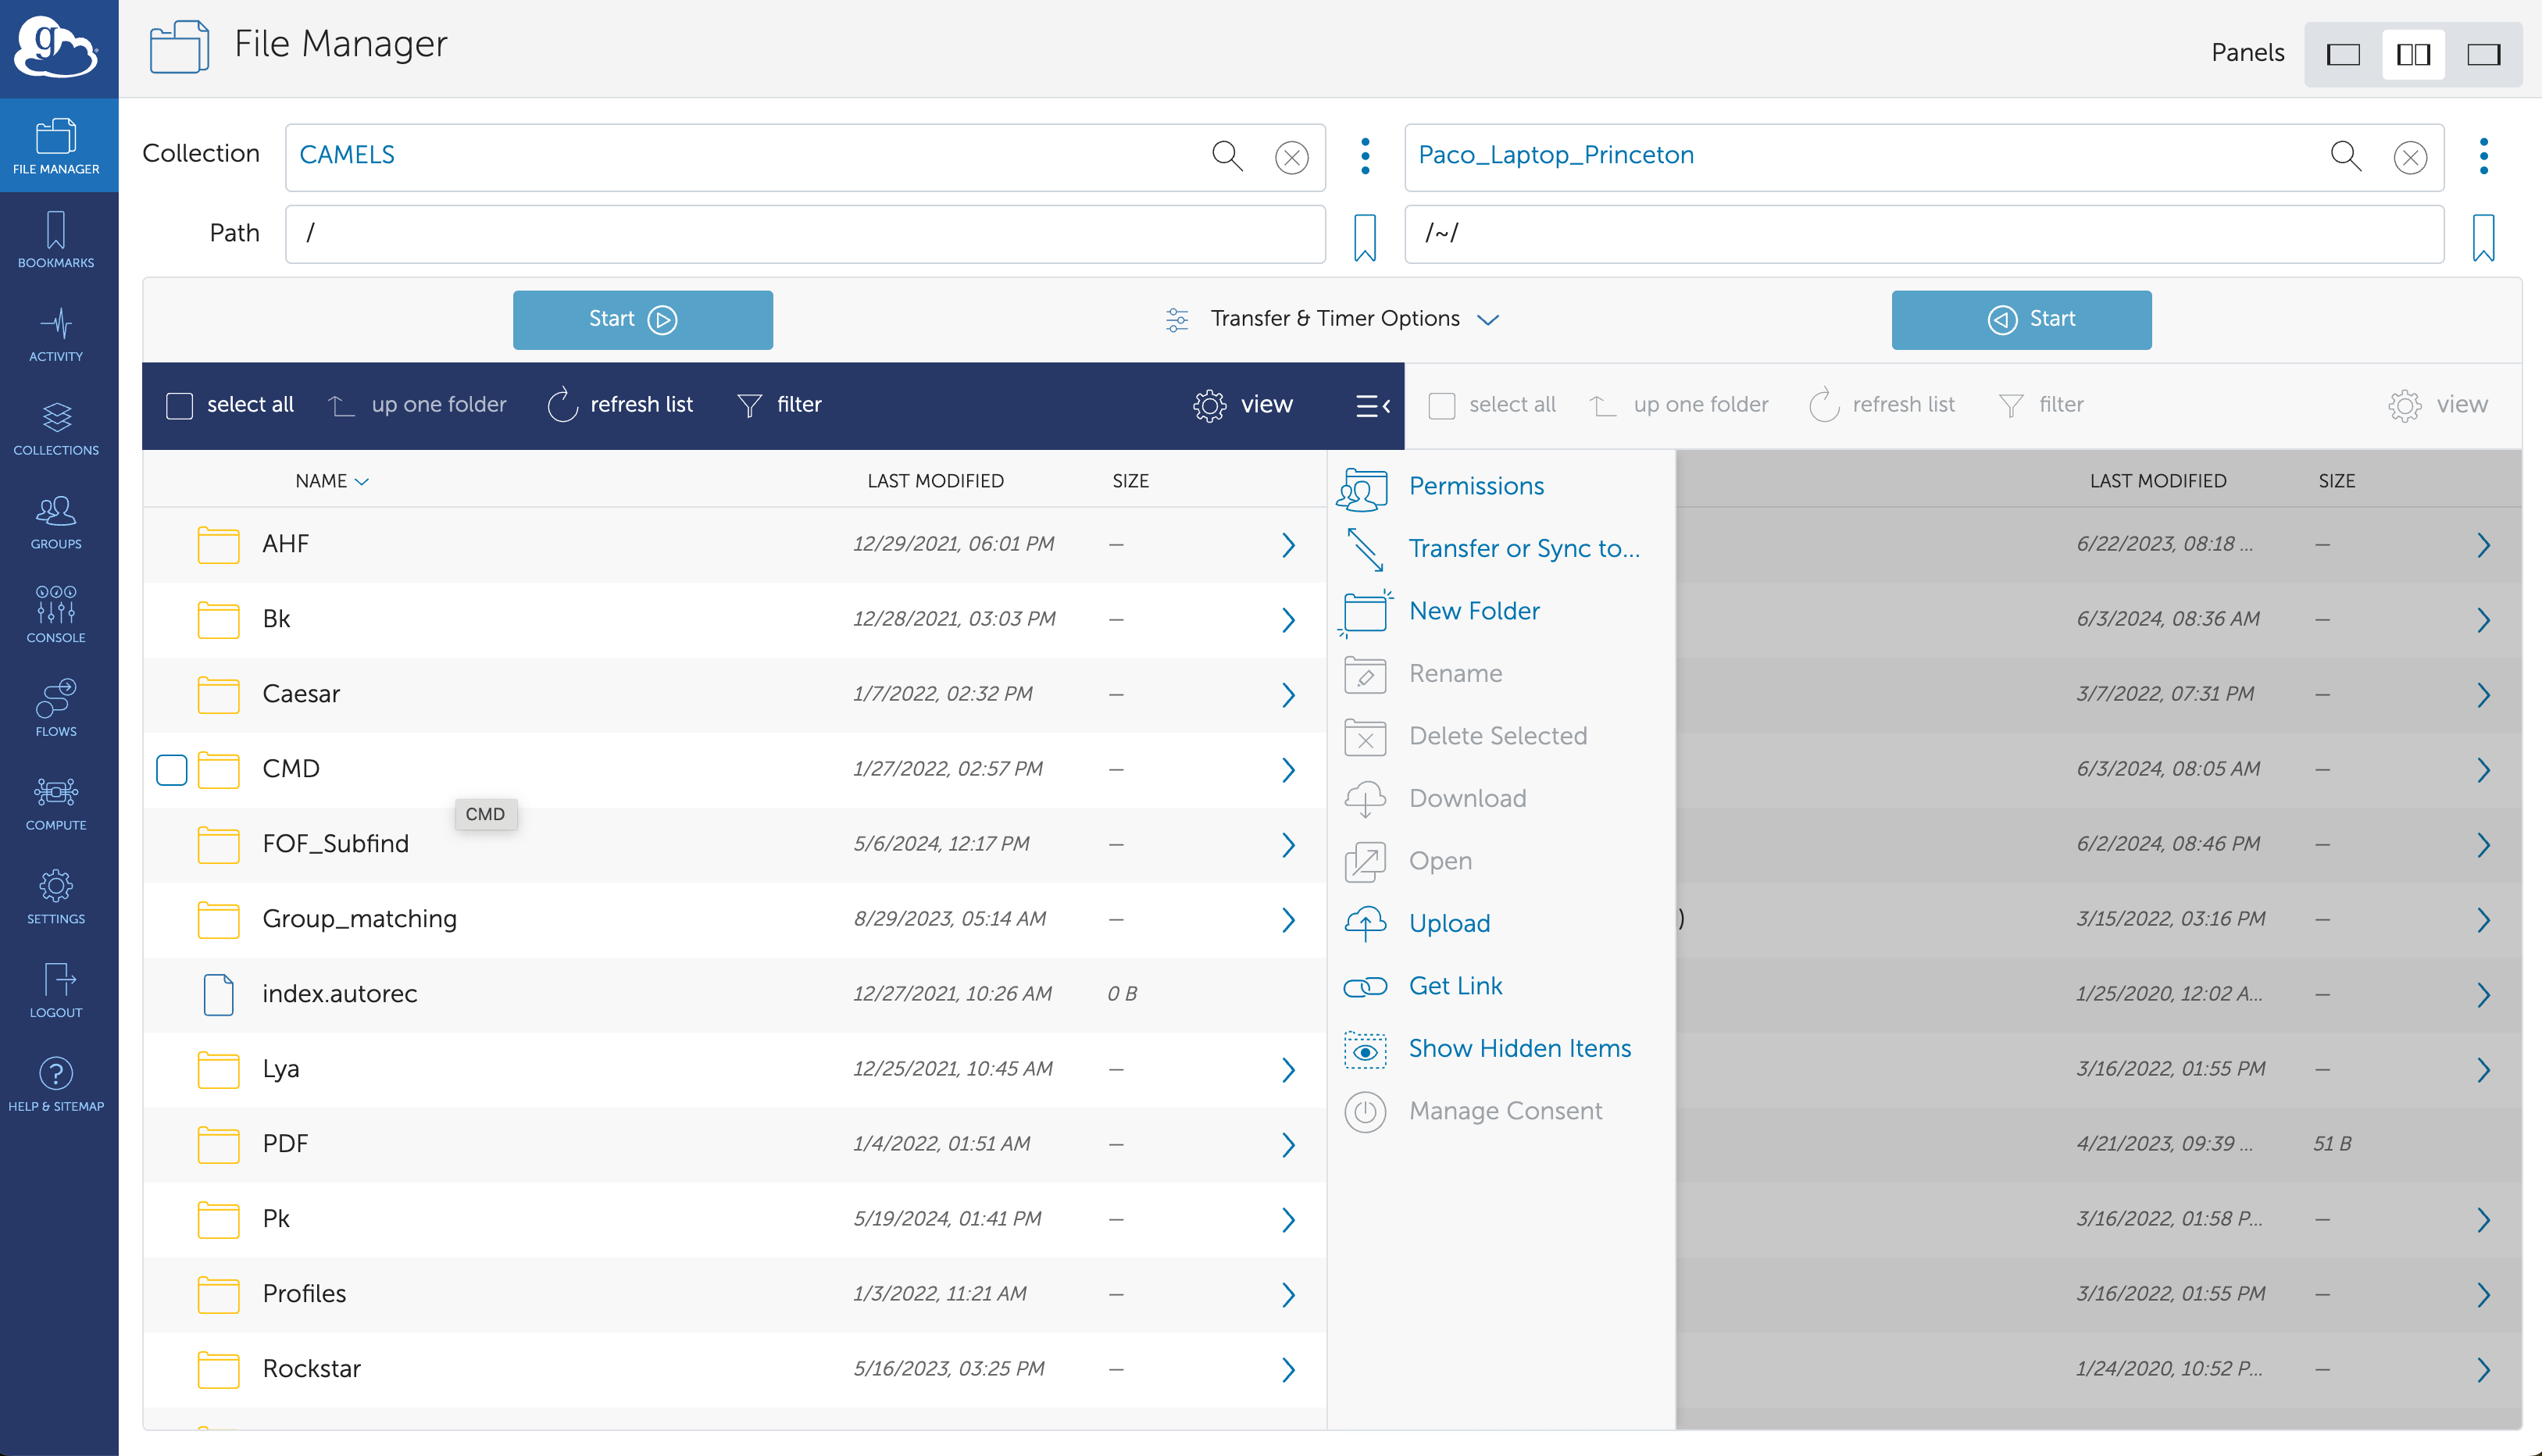 g
File Manager
Panels
FILE MANAGER
BOOKMARKS
ACTIVITY
COLLECTIONS
GROUPS
CONSOLE
FLOWS
COMPUTE
SETTINGS
LOGOUT
HELP & SITEMAP
Collection CAMELS Paco_Laptop_Princeton
Path / /~/
Start Transfer & Timer Options Start
select all up one folder refresh list filter view select all up one folder refresh list filter view
NAME LAST MODIFIED SIZE LAST MODIFIED SIZE
AHF 12/29/2021, 06:01 PM — 6/22/2023, 08:18 ... —
Bk 12/28/2021, 03:03 PM — 6/3/2024, 08:36 AM —
Caesar 1/7/2022, 02:32 PM — 3/7/2022, 07:31 PM —
CMD 1/27/2022, 02:57 PM — 6/3/2024, 08:05 AM —
CMD
FOF_Subfind 5/6/2024, 12:17 PM — 6/2/2024, 08:46 PM —
Group_matching 8/29/2023, 05:14 AM — ) 3/15/2022, 03:16 PM —
index.autorec 12/27/2021, 10:26 AM 0 B 1/25/2020, 12:02 A... —
Lya 12/25/2021, 10:45 AM — 3/16/2022, 01:55 PM —
PDF 1/4/2022, 01:51 AM — 4/21/2023, 09:39 ... 51 B
Pk 5/19/2024, 01:41 PM — 3/16/2022, 01:58 P... —
Profiles 1/3/2022, 11:21 AM — 3/16/2022, 01:55 PM —
Rockstar 5/16/2023, 03:25 PM — 1/24/2020, 10:52 P... —
Permissions
Transfer or Sync to...
New Folder
Rename
Delete Selected
Download
Open
Upload
Get Link
Show Hidden Items
Manage Consent